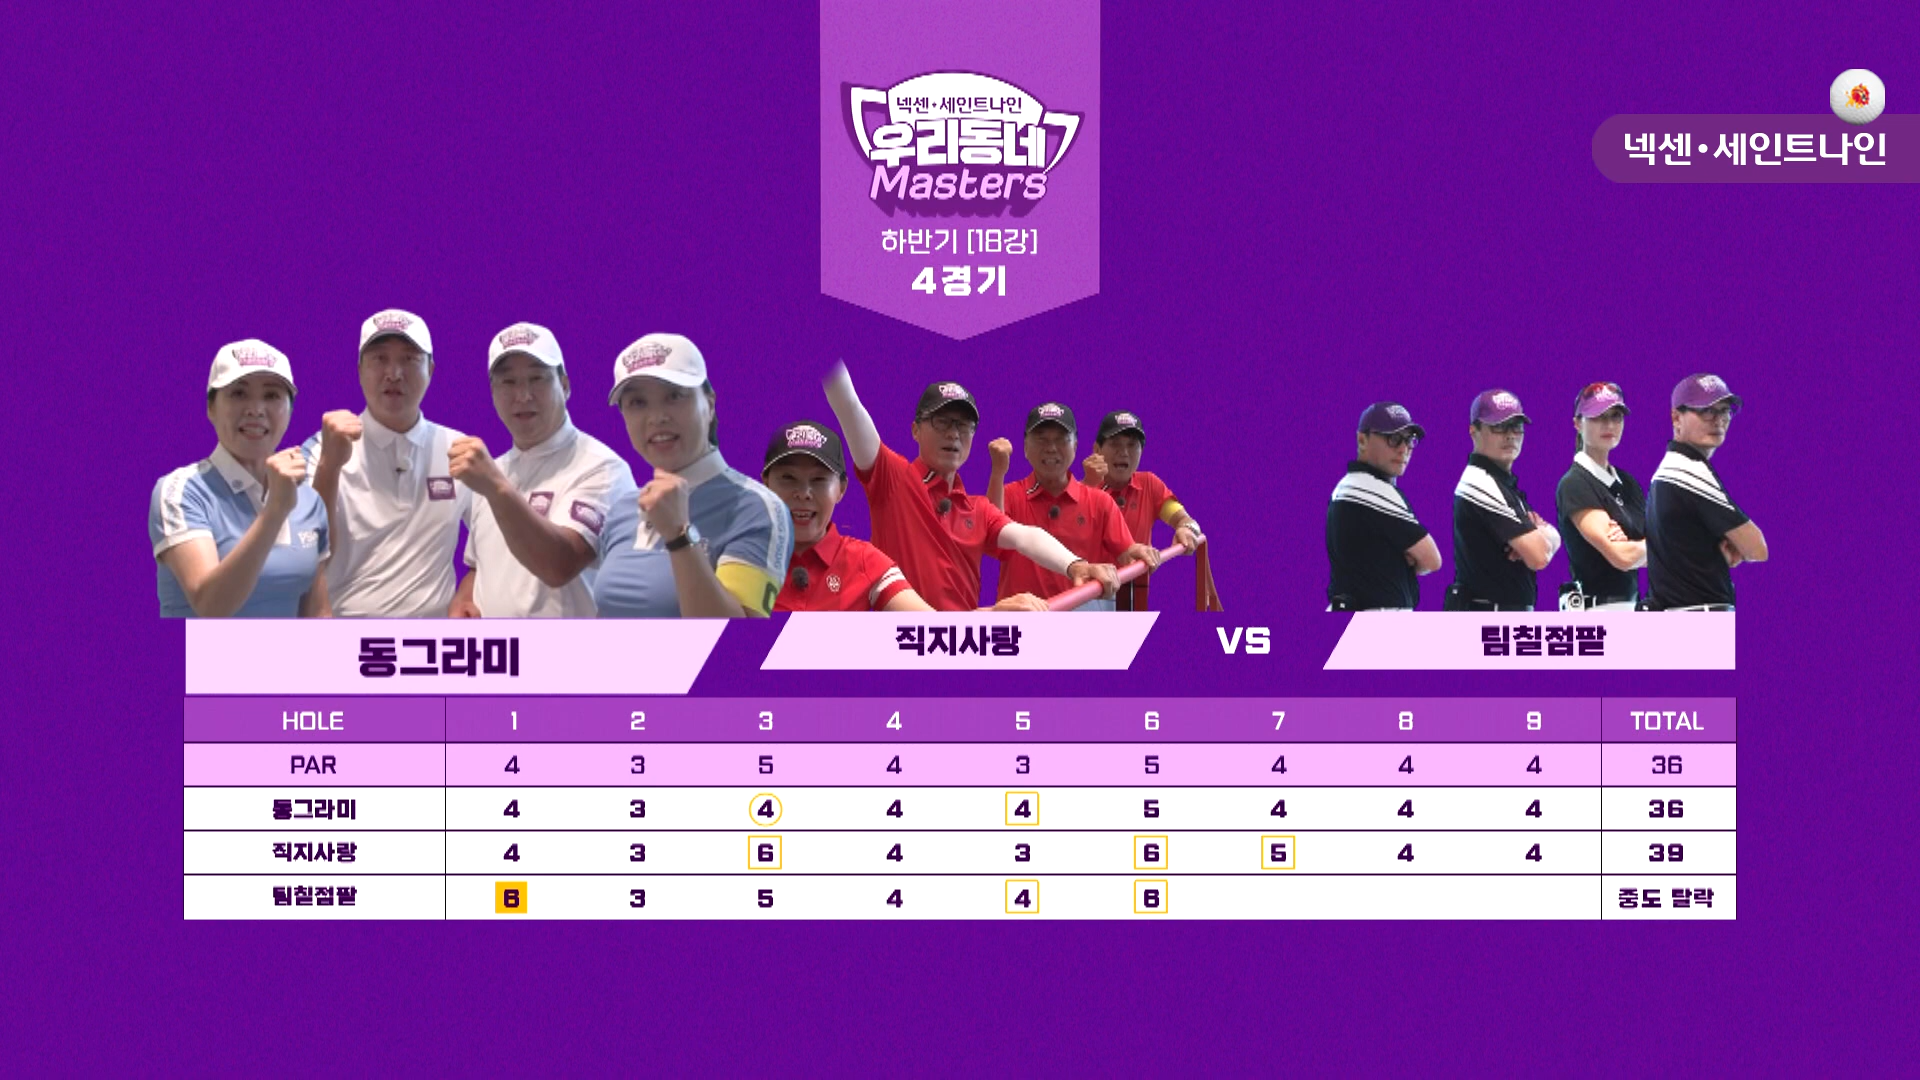 넥센·세인트나인
우리동네
Masters
하반기 [18강]
4경기
넥센·세인트나인
동그라미
직지사랑 VS 팀칠점팔
HOLE 1 2 3 4 5 6 7 8 9 TOTAL
PAR 4 3 5 4 3 5 4 4 4 36
동그라미 4 3 4 4 4 5 4 4 4 36
직지사랑 4 3 6 4 3 6 5 4 4 39
팀칠점팔 6 3 5 4 4 6 중도 탈락